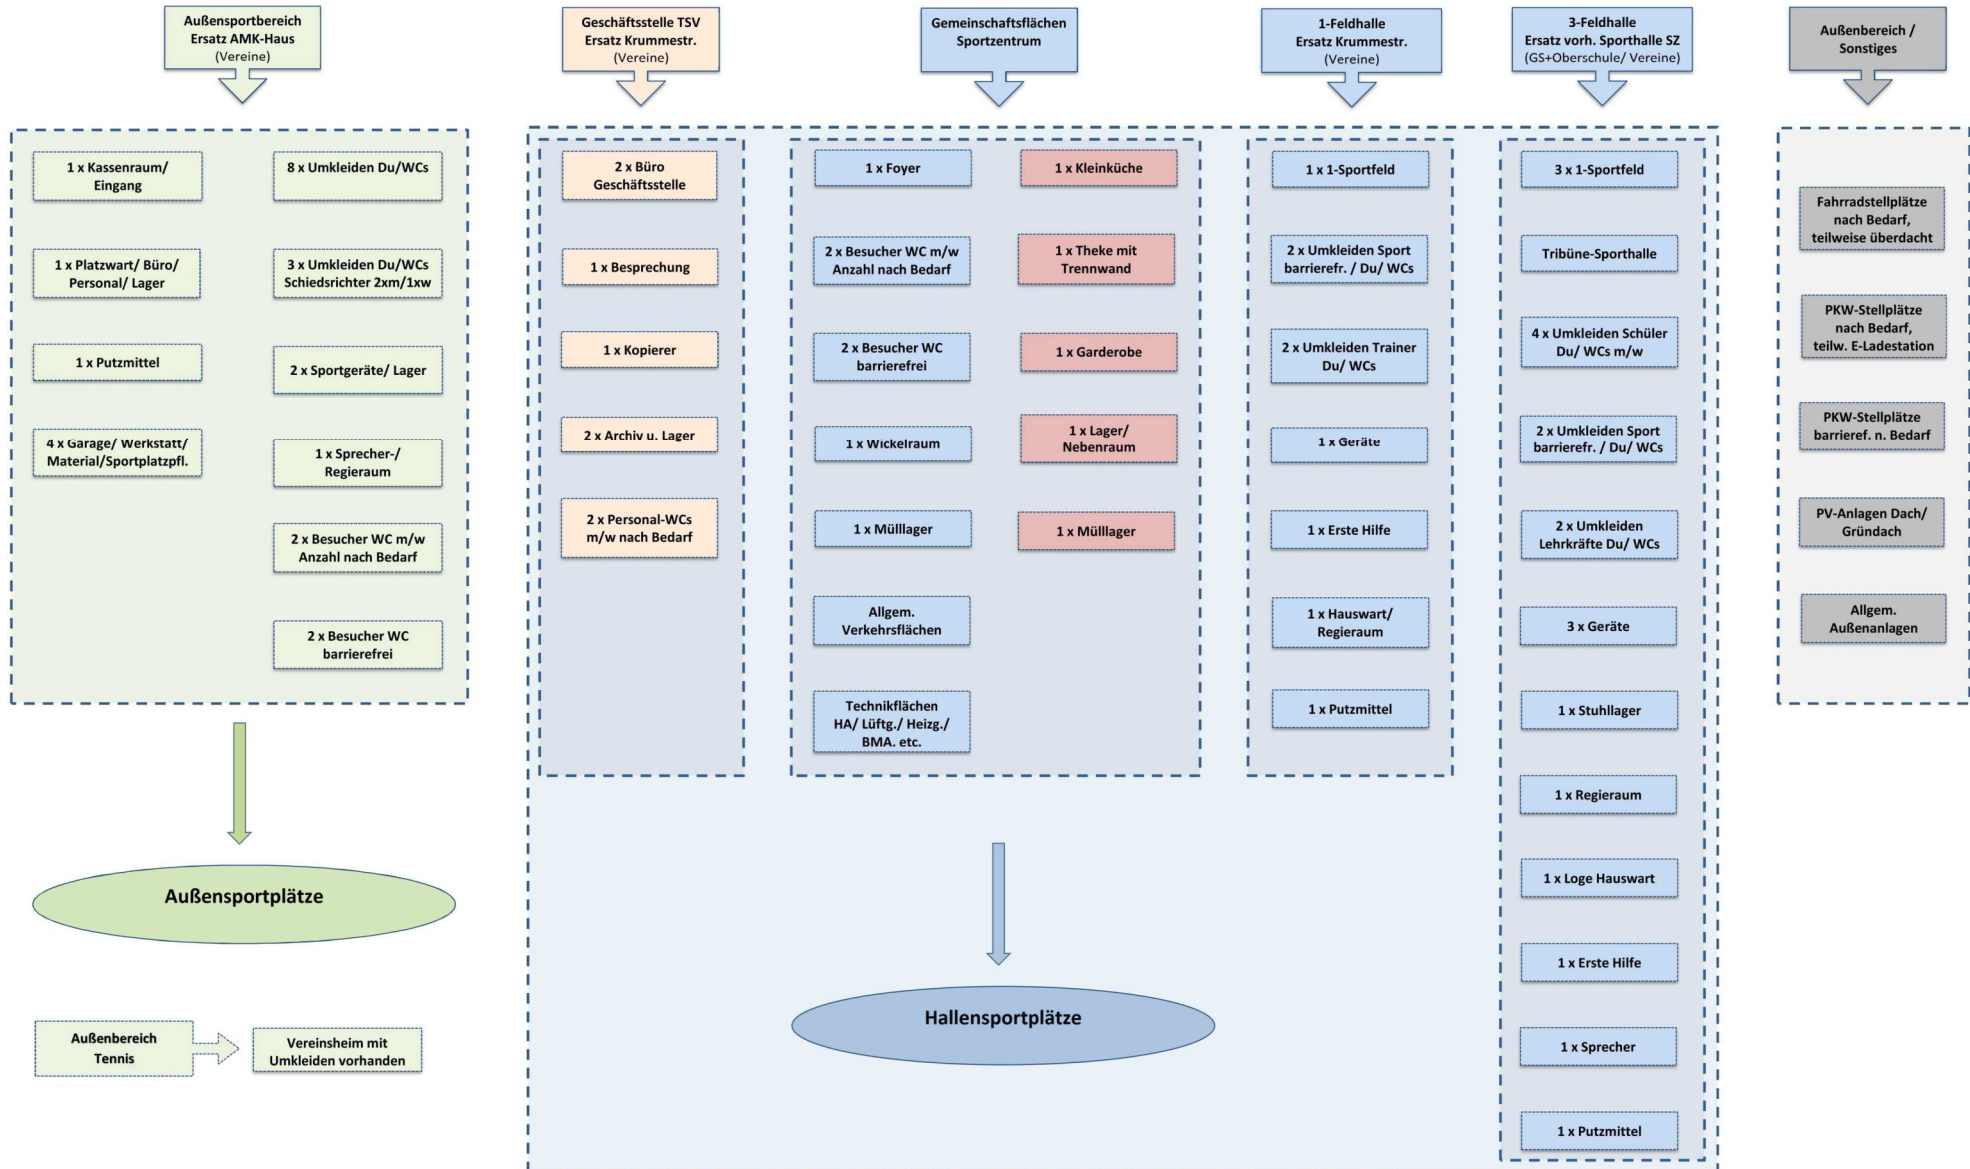 Außensportbereich
Ersatz AMK-Haus
(Vereine)
Geschäftsstelle TSV
Ersatz Krummestr.
(Vereine)
Gemeinschaftsflächen
Sportzentrum
1-Feldhalle
Ersatz Krummestr.
(Vereine)
3-Feldhalle
Ersatz vorh. Sporthalle SZ
(GS+Oberschule/ Vereine)
Außenbereich /
Sonstiges
1 x Kassenraum/
Eingang
1 x Platzwart/ Büro/
Personal/ Lager
1 x Putzmittel
4 x Garage/ Werkstatt/
Material/Sportplatzpfl.
8 x Umkleiden Du/WCs
3 x Umkleiden Du/WCs
Schiedsrichter 2xm/1xw
2 x Sportgeräte/ Lager
1 x Sprecher-/
Regieraum
2 x Besucher WC m/w
Anzahl nach Bedarf
2 x Besucher WC
barrierefrei
Außensportplätze
Außenbereich
Tennis
Vereinsheim mit
Umkleiden vorhanden
2 x Büro
Geschäftsstelle
1 x Besprechung
1 x Kopierer
2 x Archiv u. Lager
2 x Personal-WCs
m/w nach Bedarf
1 x Foyer
2 x Besucher WC m/w
Anzahl nach Bedarf
2 x Besucher WC
barrierefrei
1 x Wickelraum
1 x Mülllager
Allgem.
Verkehrsflächen
Technikflächen
HA/ Lüftg./ Heizg./
BMA. etc.
1 x Kleinküche
1 x Theke mit
Trennwand
1 x Garderobe
1 x Lager/
Nebenraum
1 x Mülllager
Hallensportplätze
1 x 1-Sportfeld
2 x Umkleiden Sport
barrierefr. / Du/ WCs
2 x Umkleiden Trainer
Du/ WCs
1 x Geräte
1 x Erste Hilfe
1 x Hauswart/
Regieraum
1 x Putzmittel
3 x 1-Sportfeld
Tribüne-Sporthalle
4 x Umkleiden Schüler
Du/ WCs m/w
2 x Umkleiden Sport
barrierefr. / Du/ WCs
2 x Umkleiden
Lehrkräfte Du/ WCs
3 x Geräte
1 x Stuhllager
1 x Regieraum
1 x Loge Hauswart
1 x Erste Hilfe
1 x Sprecher
1 x Putzmittel
Fahrradstellplätze
nach Bedarf,
teilweise überdacht
PKW-Stellplätze
nach Bedarf,
teilw. E-Ladestation
PKW-Stellplätze
barrieref. n. Bedarf
PV-Anlagen Dach/
Gründach
Allgem.
Außenanlagen